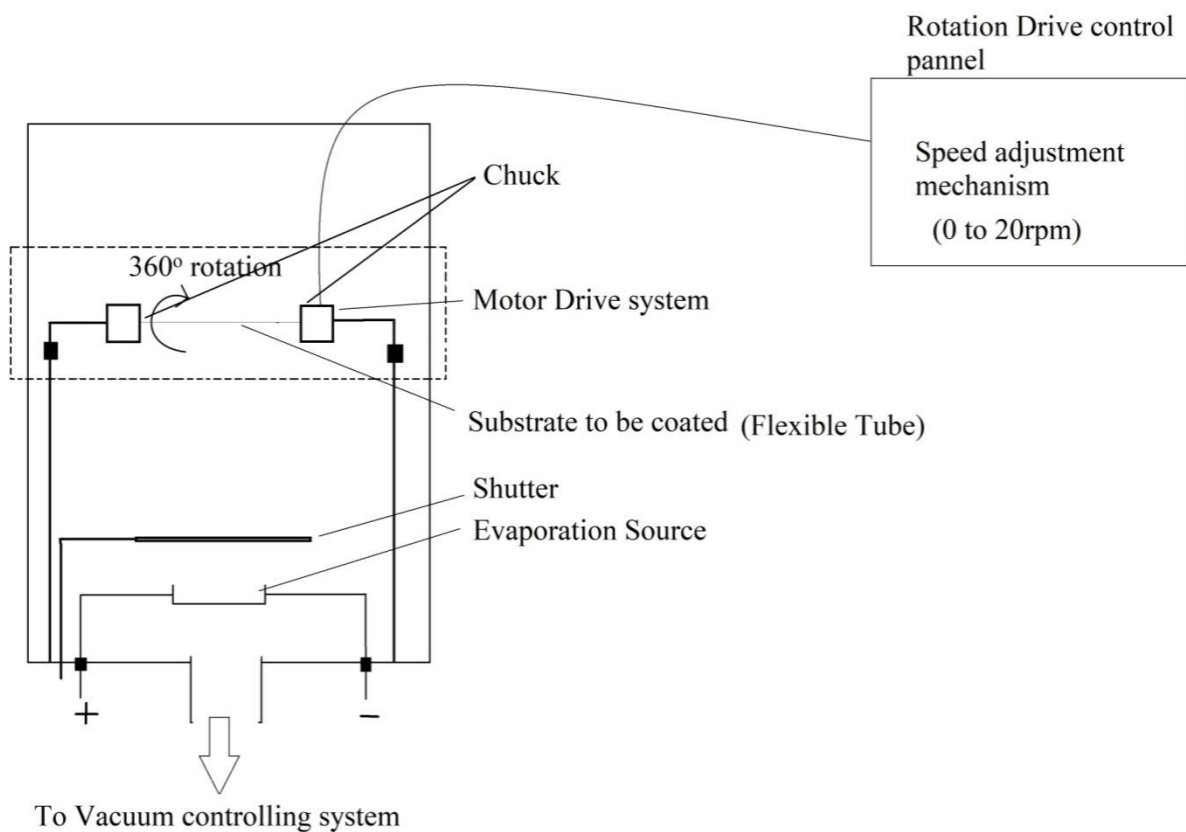 Rotation Drive control
pannel
Speed adjustment
mechanism
(0 to 20rpm)
Chuck
360° rotation
Motor Drive system
Substrate to be coated (Flexible Tube)
Shutter
Evaporation Source
+
−
To Vacuum controlling system